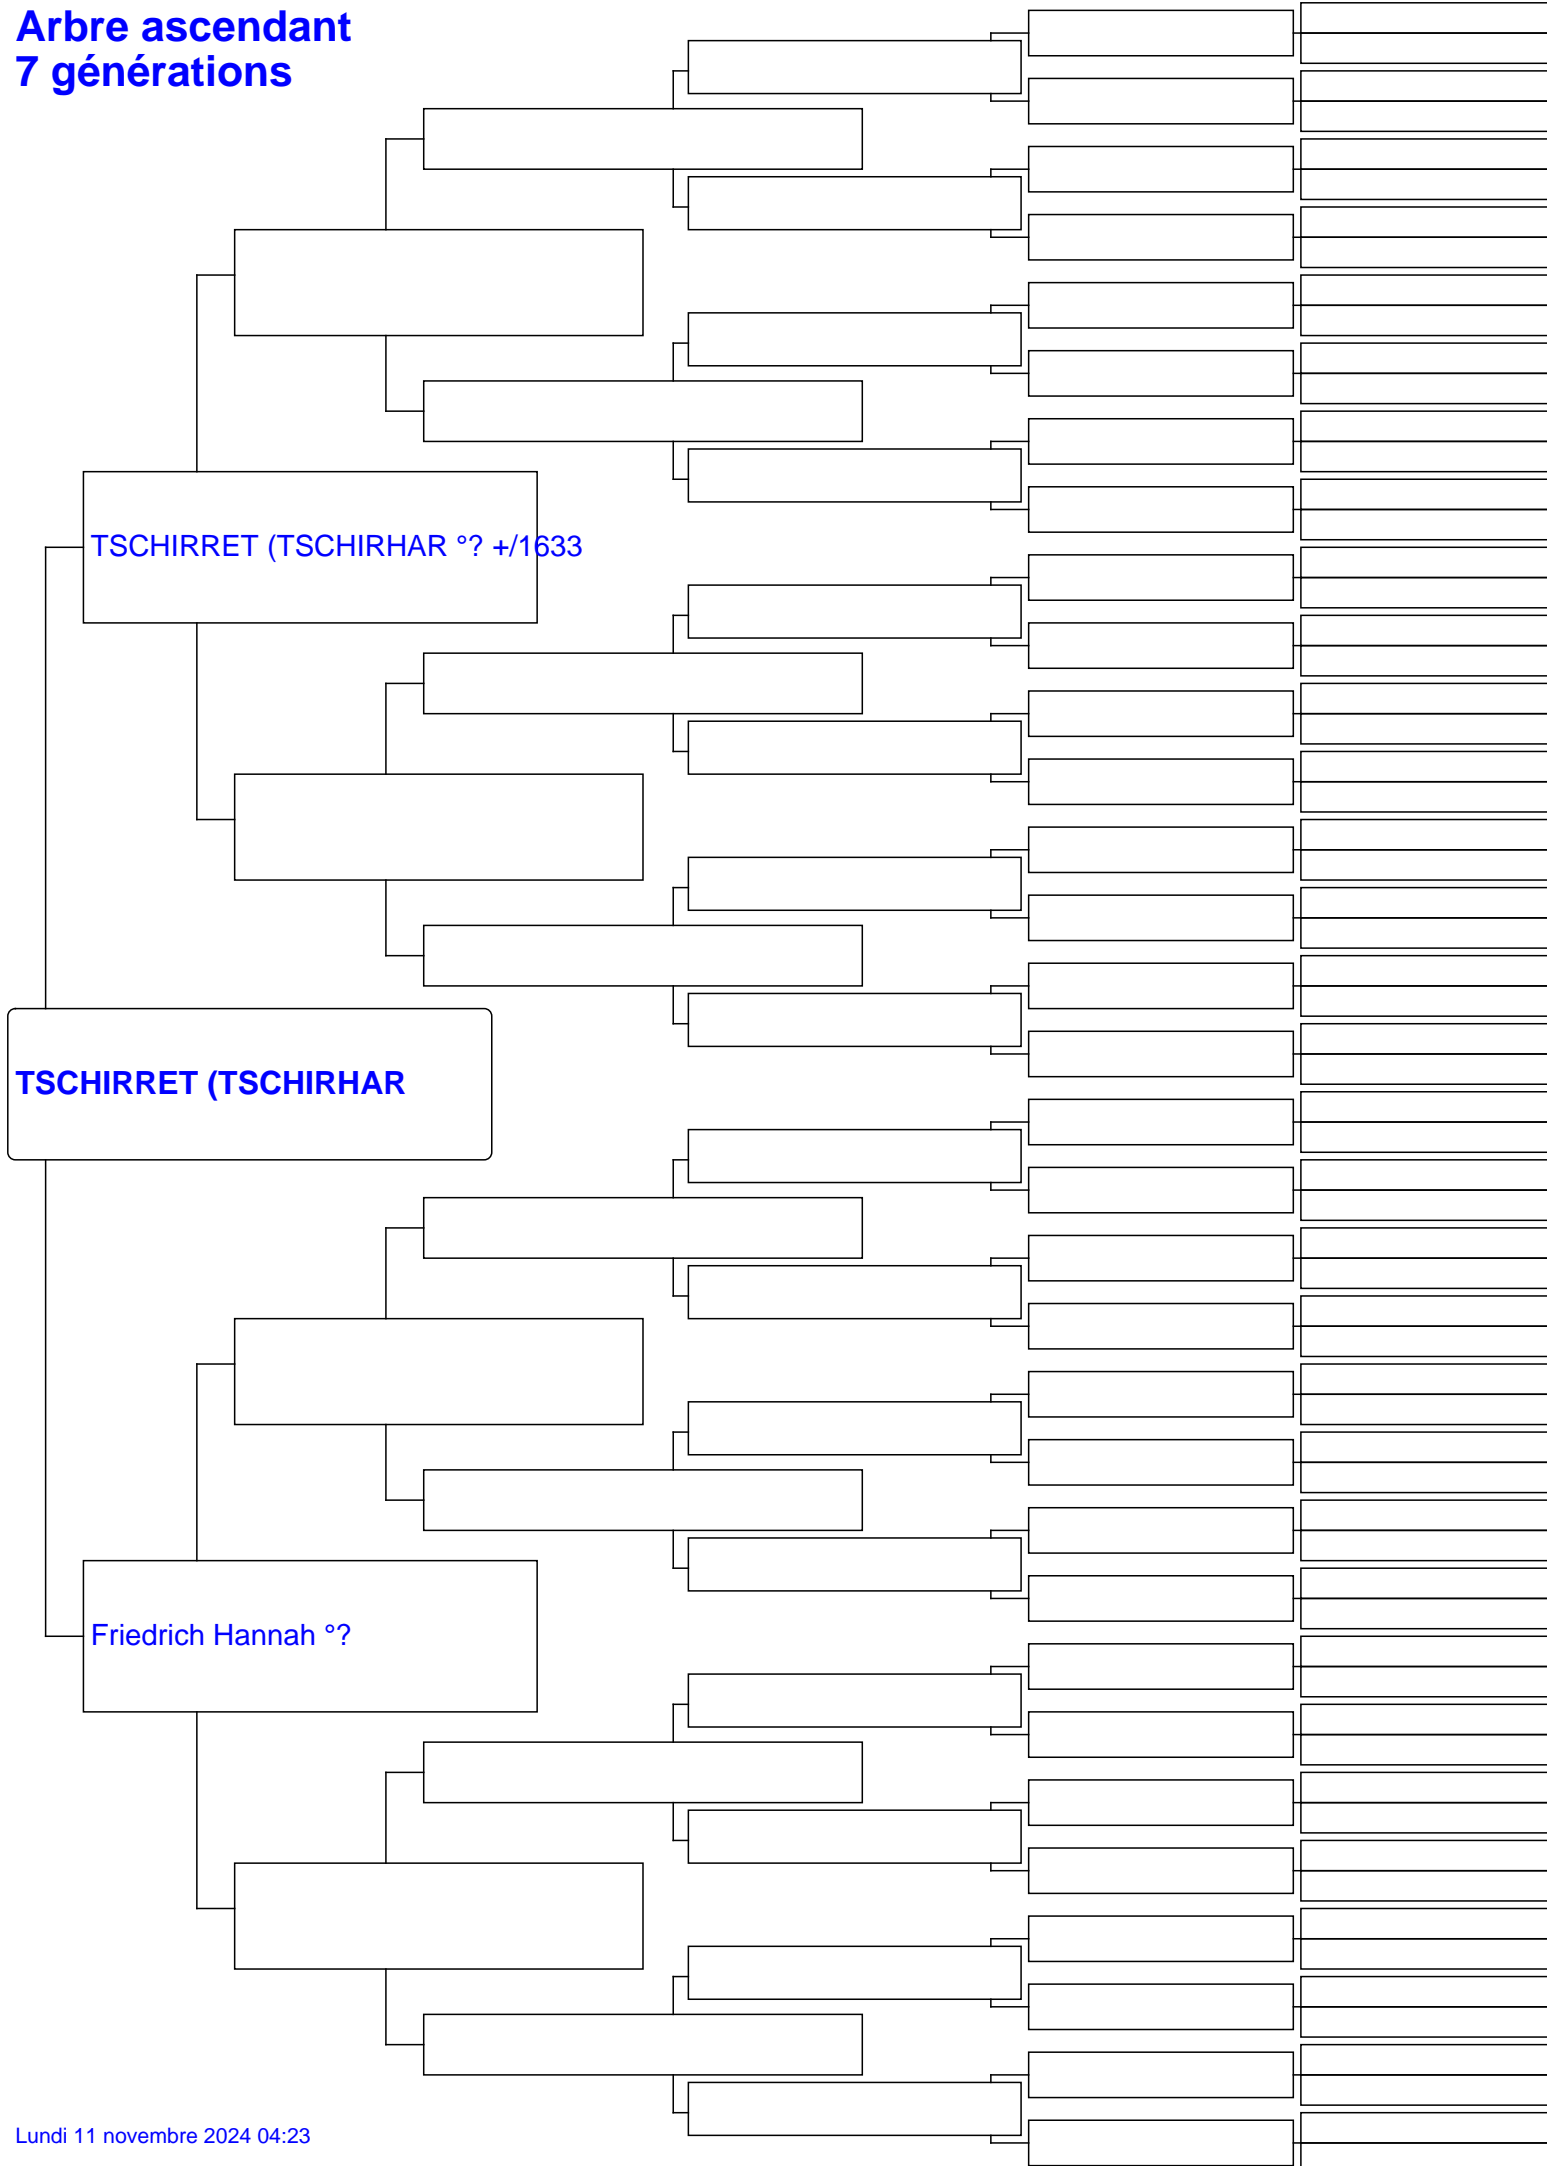 Arbre ascendant
7 générations
TSCHIRRET (TSCHIRHAR °? +/1633
TSCHIRRET (TSCHIRHAR
Friedrich Hannah °?
Lundi 11 novembre 2024 04:23